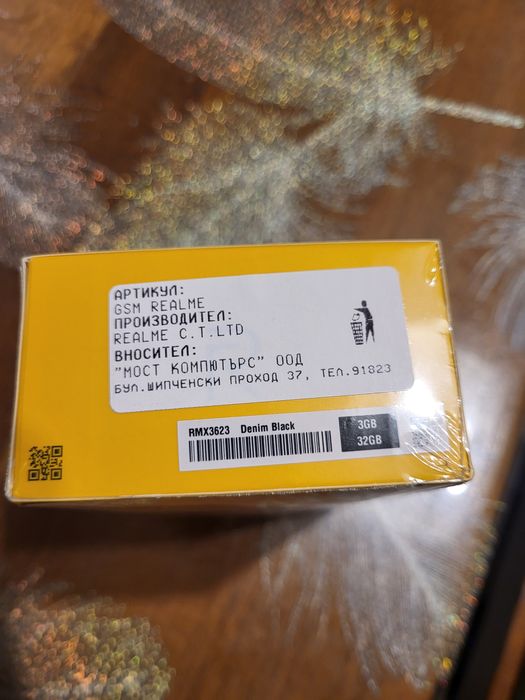 АРТИКУЛ:
GSM REALME
ПРОИЗВОДИТЕЛ:
REALME C.T.LTD
ВНОСИТЕЛ:
"МОСТ КОМПЮТЪРС" ООД
БУЛ.ШИПЧЕНСКИ ПРОХОД 37, ТЕЛ.91823
RMX3623 Denim Black
3GB
32GB